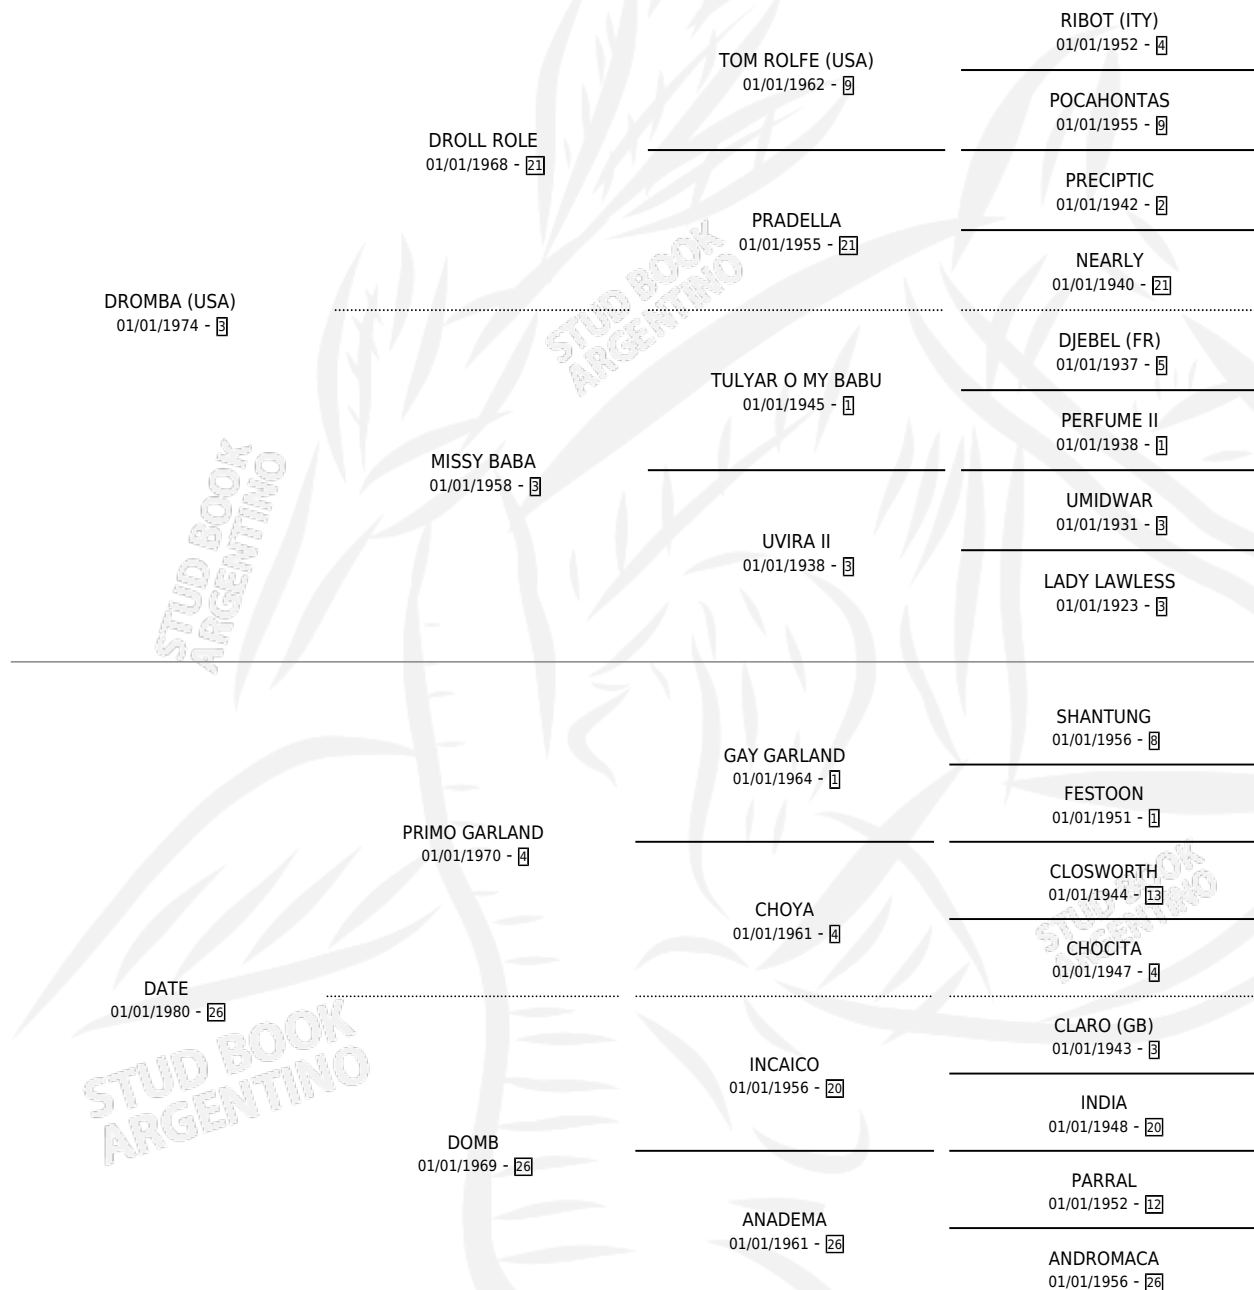 RIBOT (ITY)
01/01/1952 - 4
TOM ROLFE (USA)
01/01/1962 - 9
POCAHONTAS
01/01/1955 - 9
DROLL ROLE
01/01/1968 - 21
PRECIPTIC
01/01/1942 - 2
PRADELLA
01/01/1955 - 21
NEARLY
01/01/1940 - 21
DROMBA (USA)
01/01/1974 - 3
DJEBEL (FR)
01/01/1937 - 5
TULYAR O MY BABU
01/01/1945 - 1
PERFUME II
01/01/1938 - 1
MISSY BABA
01/01/1958 - 3
UMIDWAR
01/01/1931 - 3
UVIRA II
01/01/1938 - 3
LADY LAWLESS
01/01/1923 - 3
SHANTUNG
01/01/1956 - 8
GAY GARLAND
01/01/1964 - 1
FESTOON
01/01/1951 - 1
PRIMO GARLAND
01/01/1970 - 4
CLOSWORTH
01/01/1944 - 13
CHOYA
01/01/1961 - 4
CHOCITA
01/01/1947 - 4
DATE
01/01/1980 - 26
CLARO (GB)
01/01/1943 - 3
INCAICO
01/01/1956 - 20
INDIA
01/01/1948 - 20
DOMB
01/01/1969 - 26
PARRAL
01/01/1952 - 12
ANADEMA
01/01/1961 - 26
ANDROMACA
01/01/1956 - 26
STUD BOOK
ARGENTINO
STUD BOOK
ARGENTINO
STUD BOOK
ARGENTINO
STUD BOOK
ARGENTINO